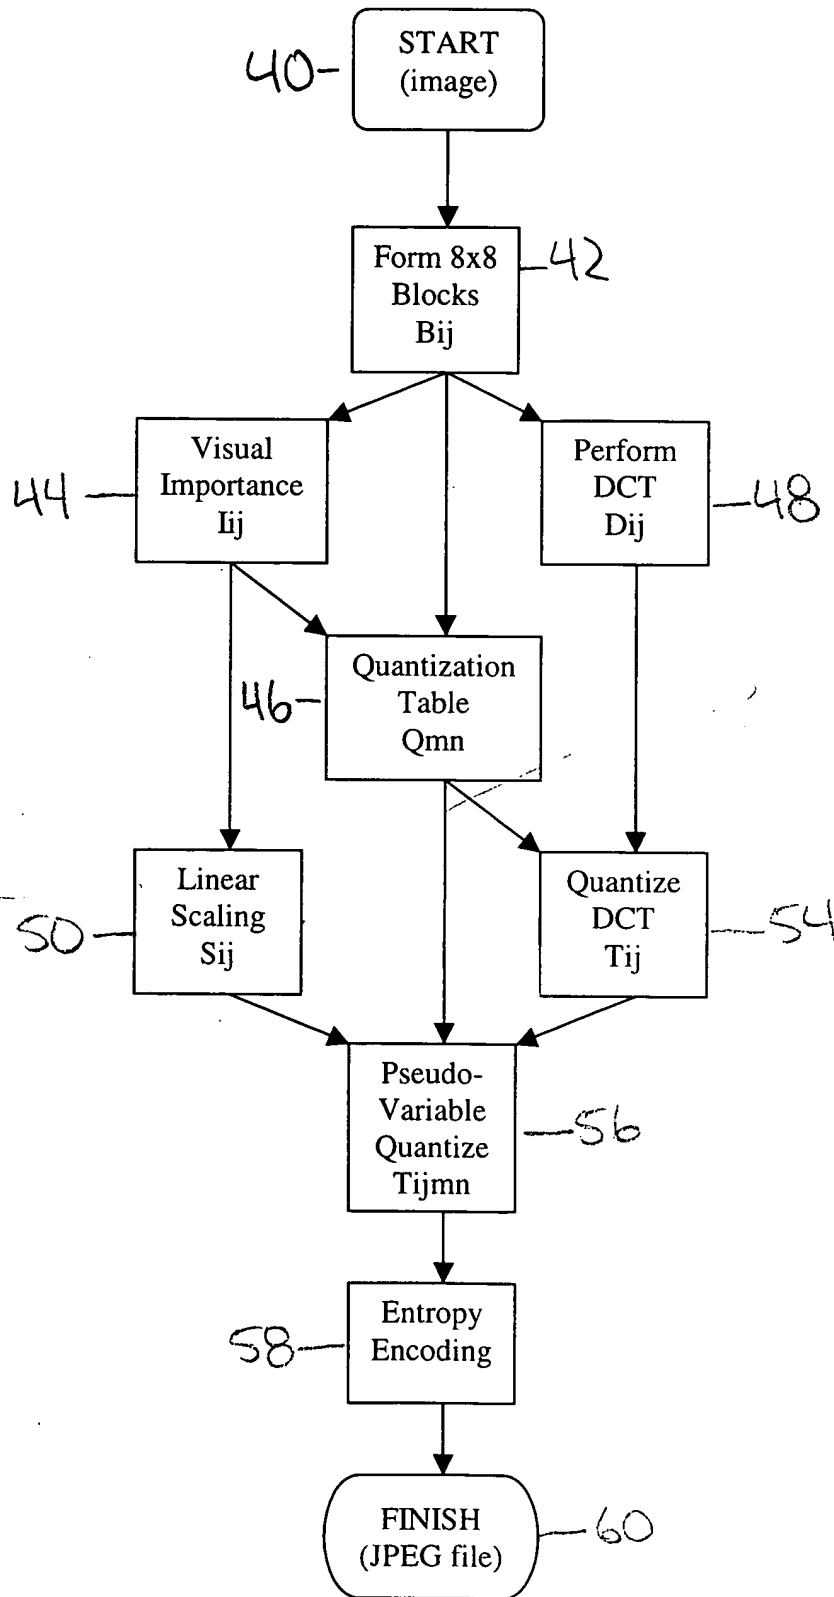 START
(image)
40
Form 8x8
Blocks
Bij
42
Visual
Importance
Iij
44
Perform
DCT
Dij
48
Quantization
Table
Qmn
46
Linear
Scaling
Sij
50
Quantize
DCT
Tij
54
Pseudo-
Variable
Quantize
Tijmn
56
Entropy
Encoding
58
FINISH
(JPEG file)
60